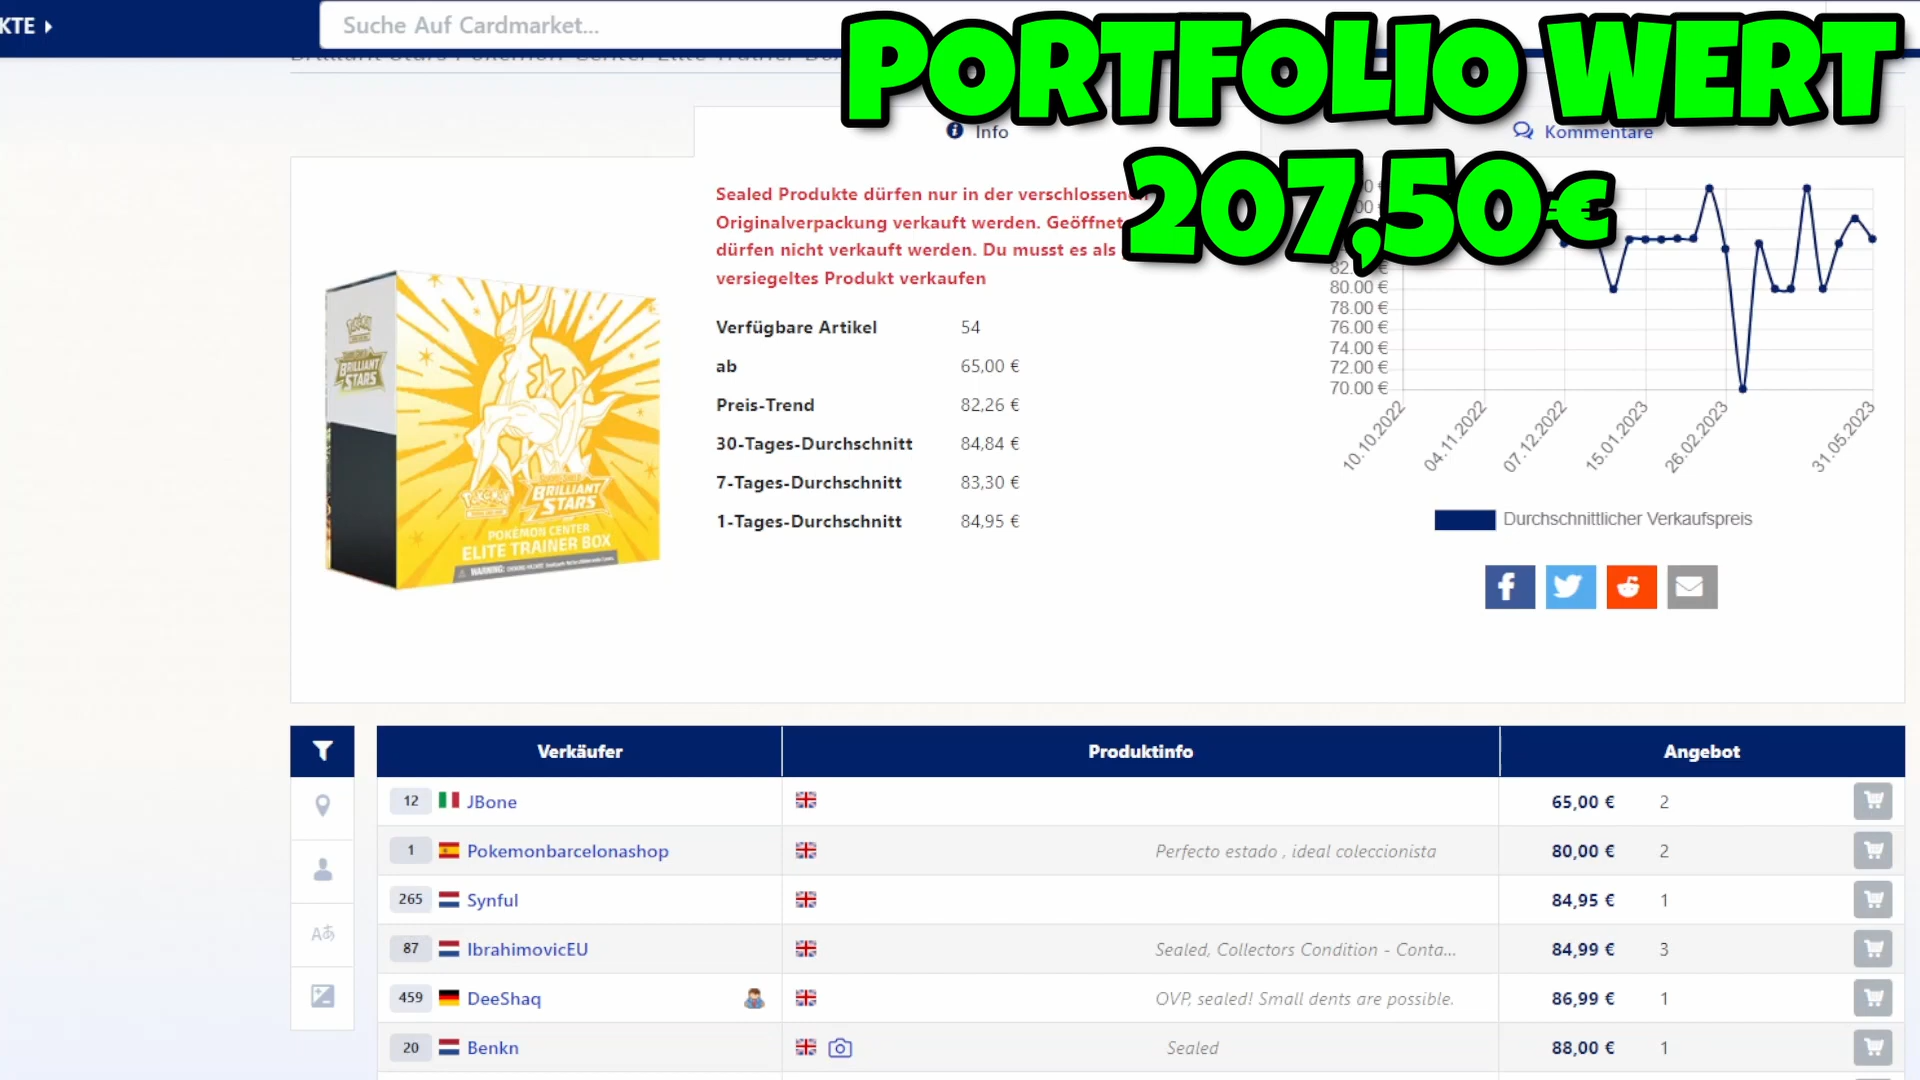 KTE
Suche Auf Cardmarket...
PORTFOLIO WERT
207,50€
Info
Kommentare
Sealed Produkte dürfen nur in der verschlossenen
Originalverpackung verkauft werden. Geöffnet
dürfen nicht verkauft werden. Du musst es als
versiegeltes Produkt verkaufen
Verfügbare Artikel 54
ab 65,00 €
Preis-Trend 82,26 €
30-Tages-Durchschnitt 84,84 €
7-Tages-Durchschnitt 83,30 €
1-Tages-Durchschnitt 84,95 €
BRILLIANT STARS
Pokémon
BRILLIANT
STARS
POKÉMON CENTER
ELITE TRAINER BOX
WARNING:
80.00 €
78.00 €
76.00 €
74.00 €
72.00 €
70.00 €
10.10.2022
04.11.2022
07.12.2022
15.01.2023
26.02.2023
31.05.2023
Durchschnittlicher Verkaufspreis
Verkäufer Produktinfo Angebot
12 JBone 65,00 € 2
1 Pokemonbarcelonashop Perfecto estado , ideal coleccionista 80,00 € 2
265 Synful 84,95 € 1
87 IbrahimovicEU Sealed, Collectors Condition - Conta... 84,99 € 3
459 DeeShaq OVP, sealed! Small dents are possible. 86,99 € 1
20 Benkn Sealed 88,00 € 1